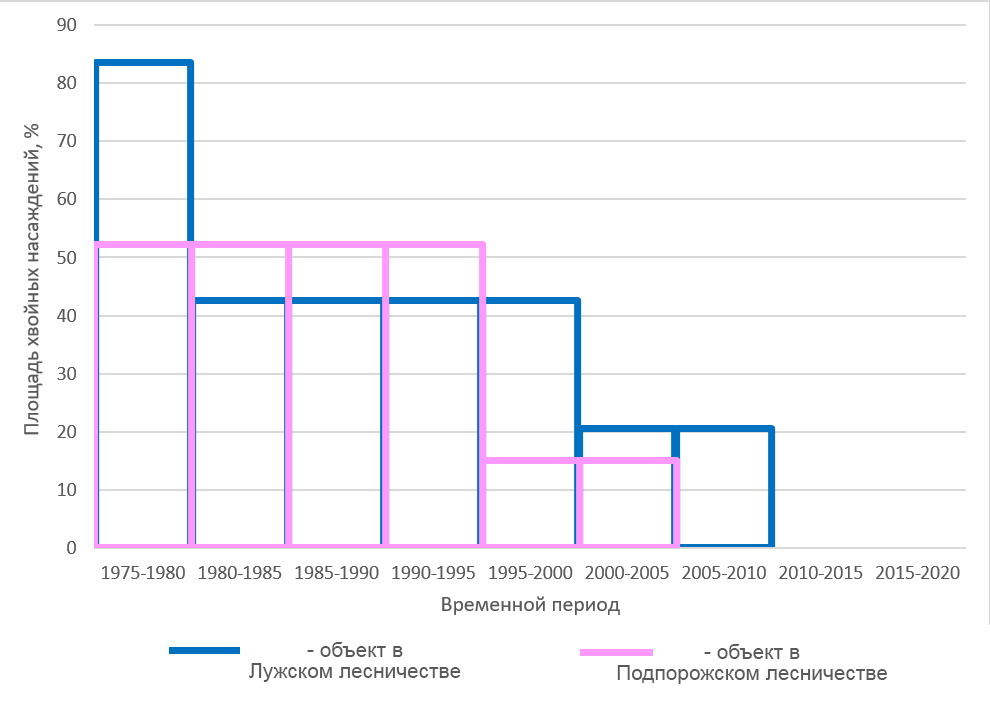 Площадь хвойных насаждений, %
90
80
70
60
50
40
30
20
10
0
1975-1980 1980-1985 1985-1990 1990-1995 1995-2000 2000-2005 2005-2010 2010-2015 2015-2020
Временной период
- объект в
Лужском лесничестве
- объект в
Подпорожском лесничестве